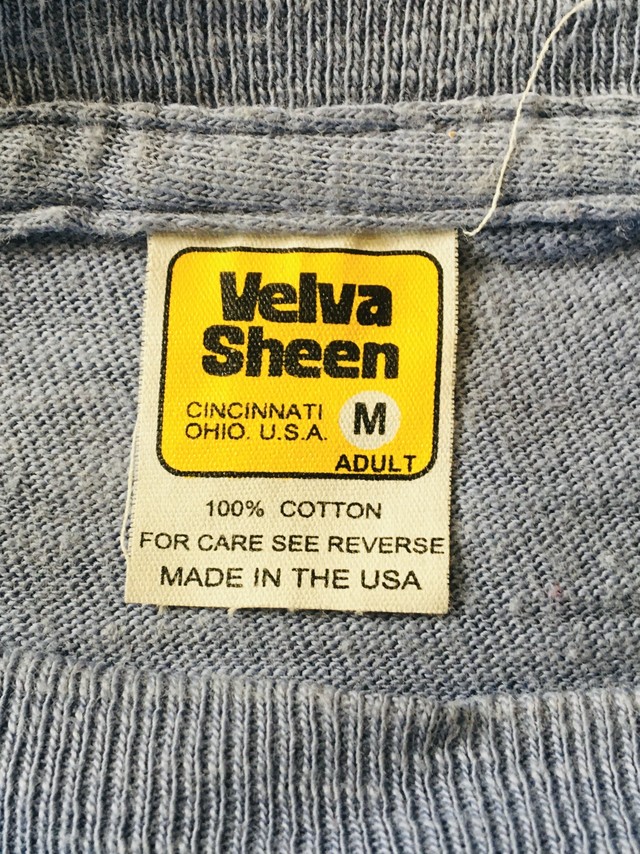 Velva
Sheen
CINCINNATI
OHIO. U.S.A.
M
ADULT
100% COTTON
FOR CARE SEE REVERSE
MADE IN THE USA